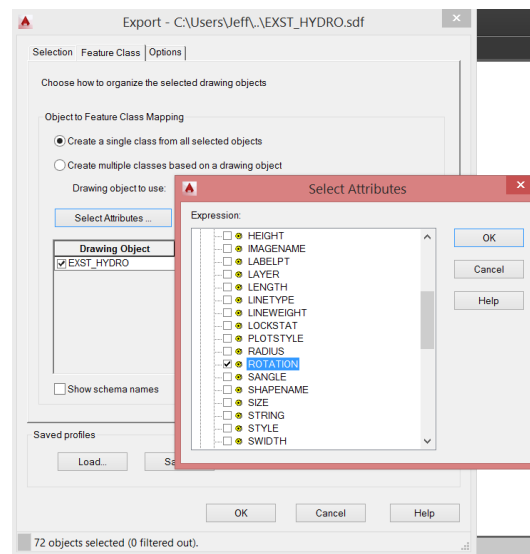 Export - C:\Users\Jeff\..\EXST_HYDRO.sdf
Selection Feature Class Options
Choose how to organize the selected drawing objects
Object to Feature Class Mapping
Create a single class from all selected objects
Create multiple classes based on a drawing object
Drawing object to use:
Select Attributes ...
Drawing Object
EXST_HYDRO
Show schema names
Saved profiles
Load...
Sa
OK Cancel Help
72 objects selected (0 filtered out).
Select Attributes
Expression:
HEIGHT
IMAGENAME
LABELPT
LAYER
LENGTH
LINETYPE
LINEWEIGHT
LOCKSTAT
PLOTSTYLE
RADIUS
ROTATION
SANGLE
SHAPENAME
SIZE
STRING
STYLE
SWIDTH
OK
Cancel
Help